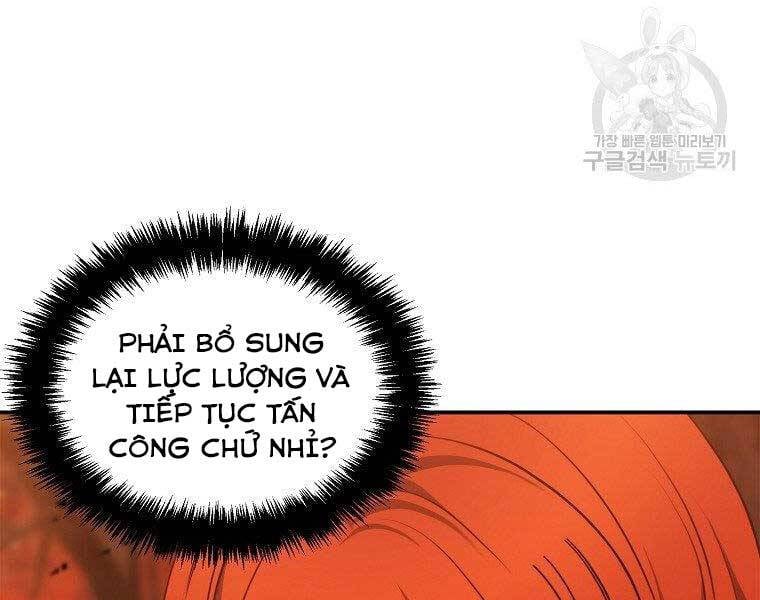 가장 빠른 웹툰 미리보기
구글검색 뉴토끼
PHẢI BỔ SUNG
LẠI LỰC LƯỢNG VÀ
TIẾP TỤC TẤN
CÔNG CHỨ NHỈ?